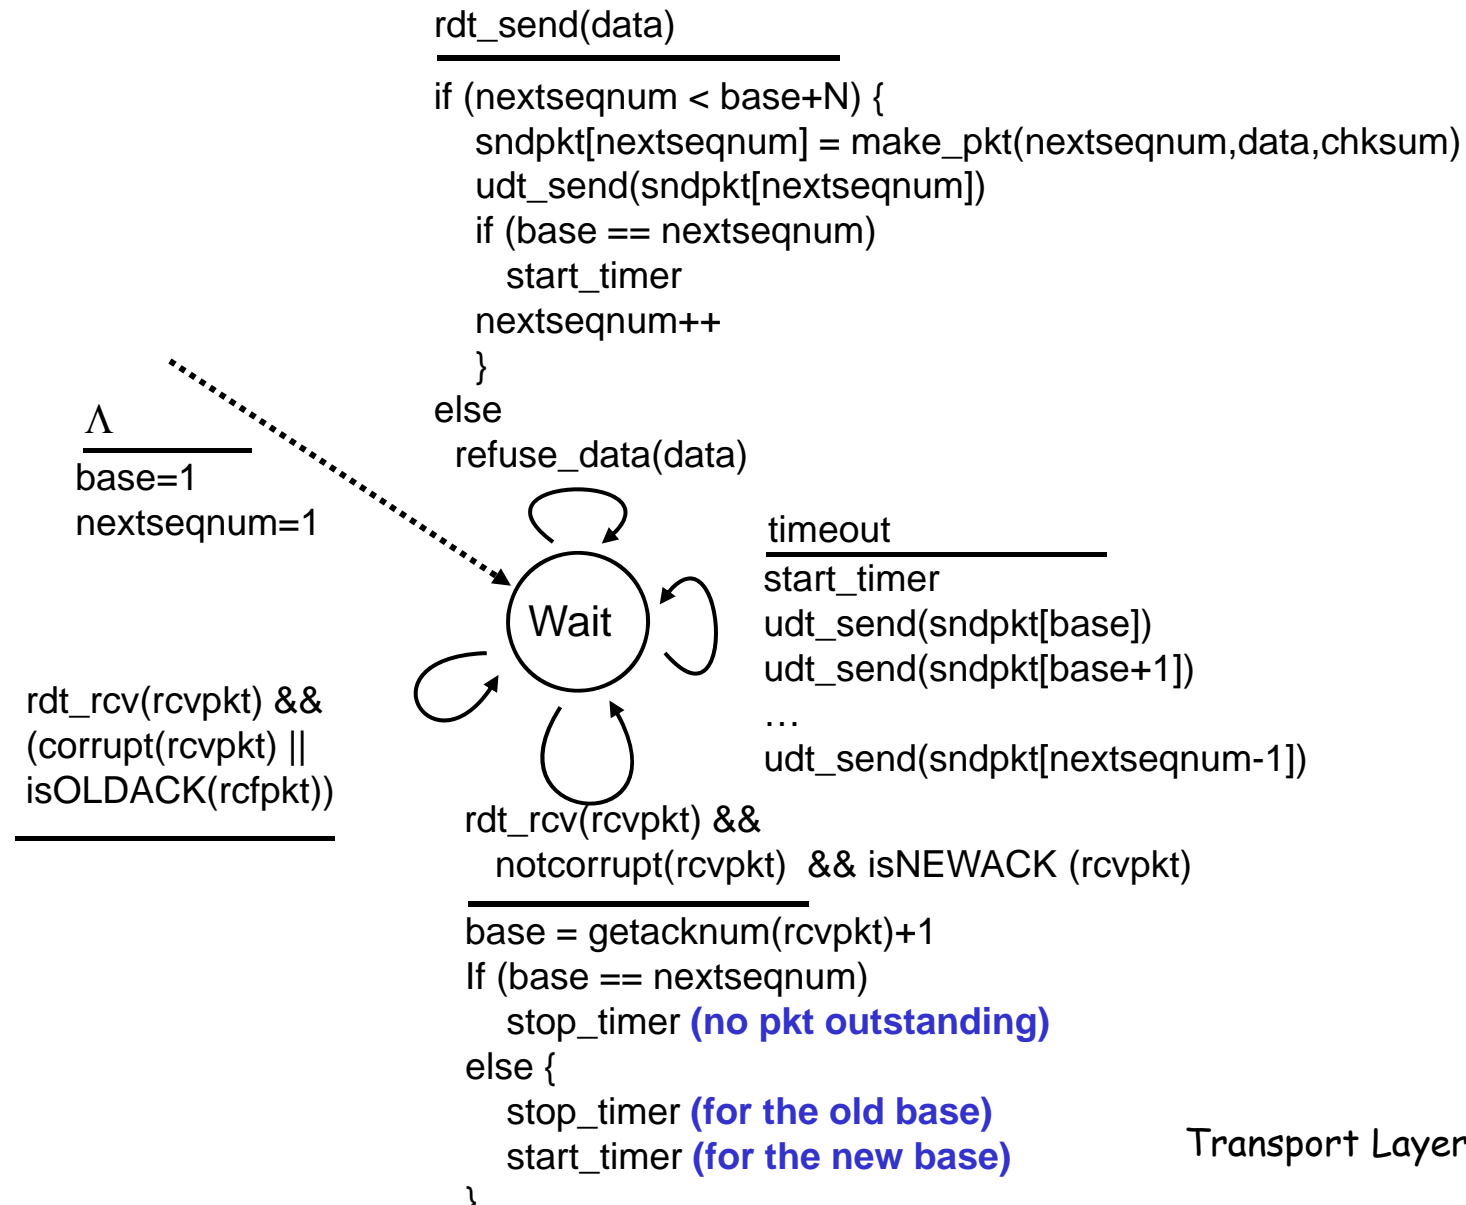 rdt_send(data)
if (nextseqnum < base+N) {
sndpkt[nextseqnum] = make_pkt(nextseqnum,data,chksum)
udt_send(sndpkt[nextseqnum])
if (base == nextseqnum)
start_timer
nextseqnum++
}
else
refuse_data(data)
Λ
base=1
nextseqnum=1
Wait
timeout
start_timer
udt_send(sndpkt[base])
udt_send(sndpkt[base+1])
…
udt_send(sndpkt[nextseqnum-1])
rdt_rcv(rcvpkt) &&
(corrupt(rcvpkt) ||
isOLDACK(rcfpkt))
rdt_rcv(rcvpkt) &&
notcorrupt(rcvpkt) && isNEWACK (rcvpkt)
base = getacknum(rcvpkt)+1
If (base == nextseqnum)
stop_timer (no pkt outstanding)
else {
stop_timer (for the old base)
start_timer (for the new base)
}
Transport Layer